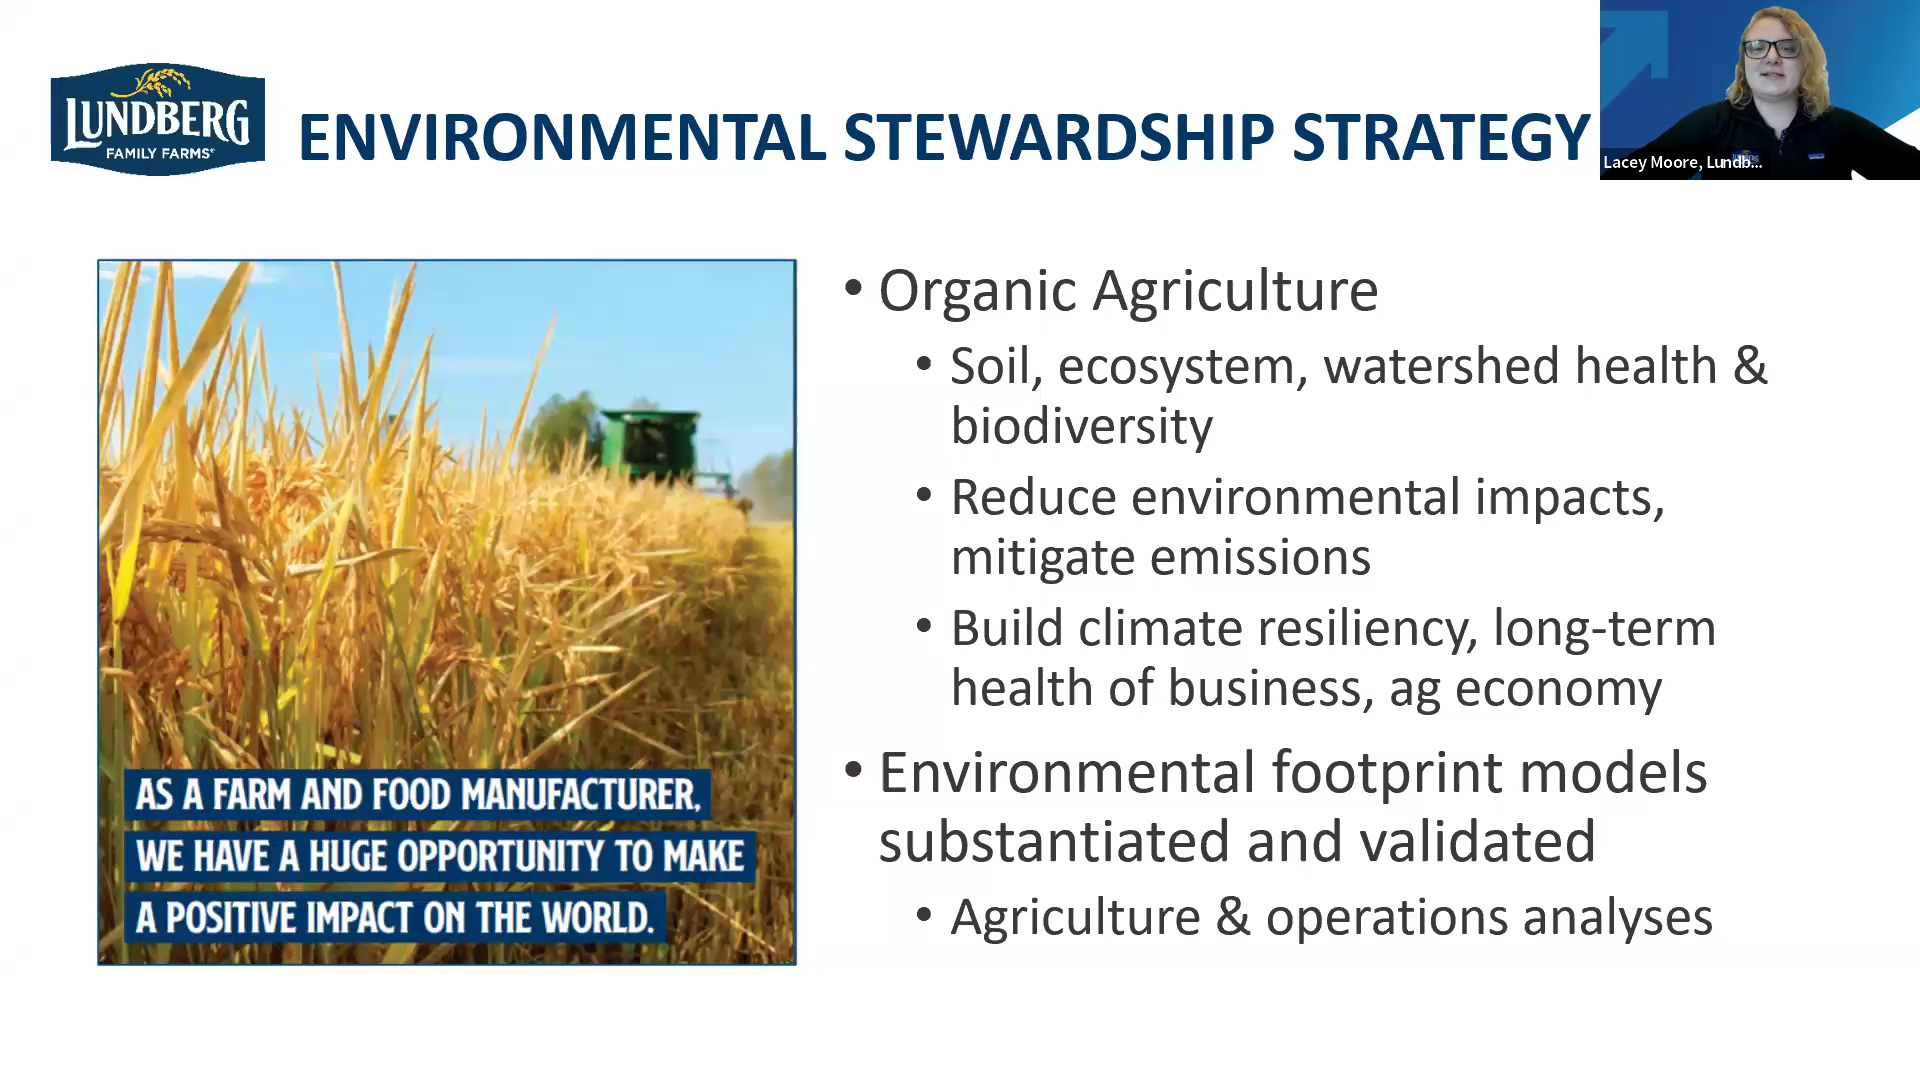 LUNDBERG
FAMILY FARMS®
ENVIRONMENTAL STEWARDSHIP STRATEGY
Lacey Moore, Lundb...
• Organic Agriculture
• Soil, ecosystem, watershed health &
biodiversity
• Reduce environmental impacts,
mitigate emissions
• Build climate resiliency, long-term
health of business, ag economy
• Environmental footprint models
substantiated and validated
• Agriculture & operations analyses
AS A FARM AND FOOD MANUFACTURER,
WE HAVE A HUGE OPPORTUNITY TO MAKE
A POSITIVE IMPACT ON THE WORLD.